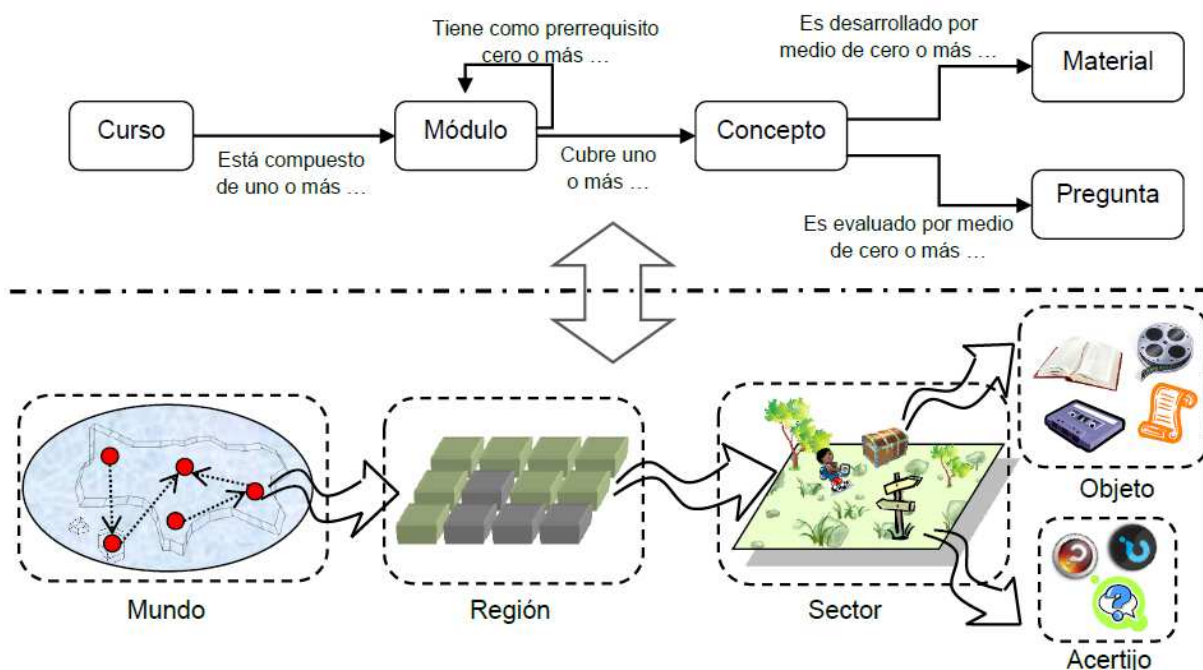 Tiene como prerrequisito
cero o más …
Es desarrollado por
medio de cero o más …
Material
Curso
Módulo
Concepto
Está compuesto
de uno o más …
Cubre uno
o más …
Pregunta
Es evaluado por medio
de cero o más …
Objeto
Mundo
Región
Sector
Acertijo